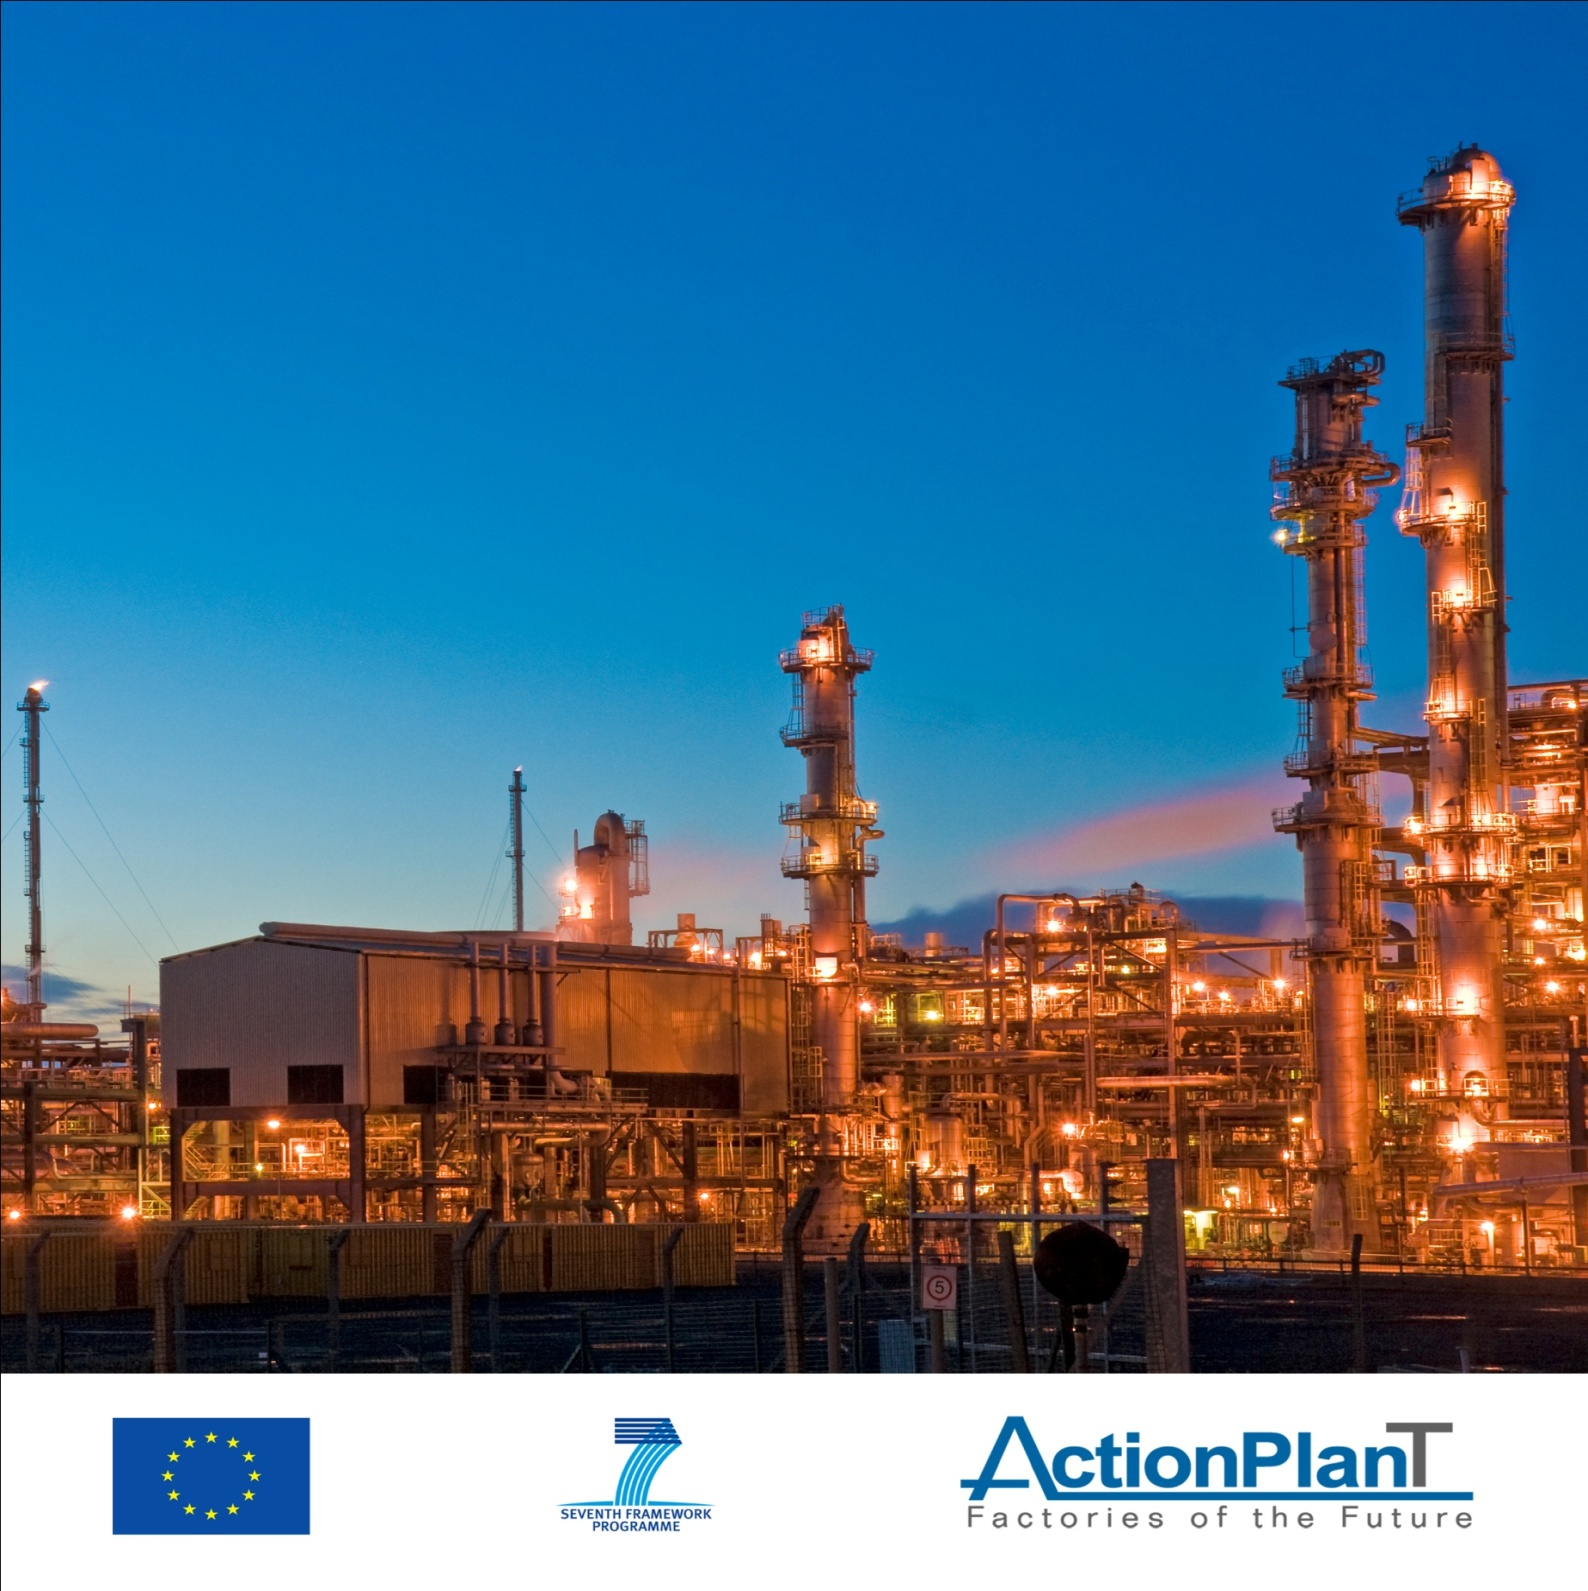 5
SEVENTH FRAMEWORK
PROGRAMME
ActionPlanT
Factories of the Future